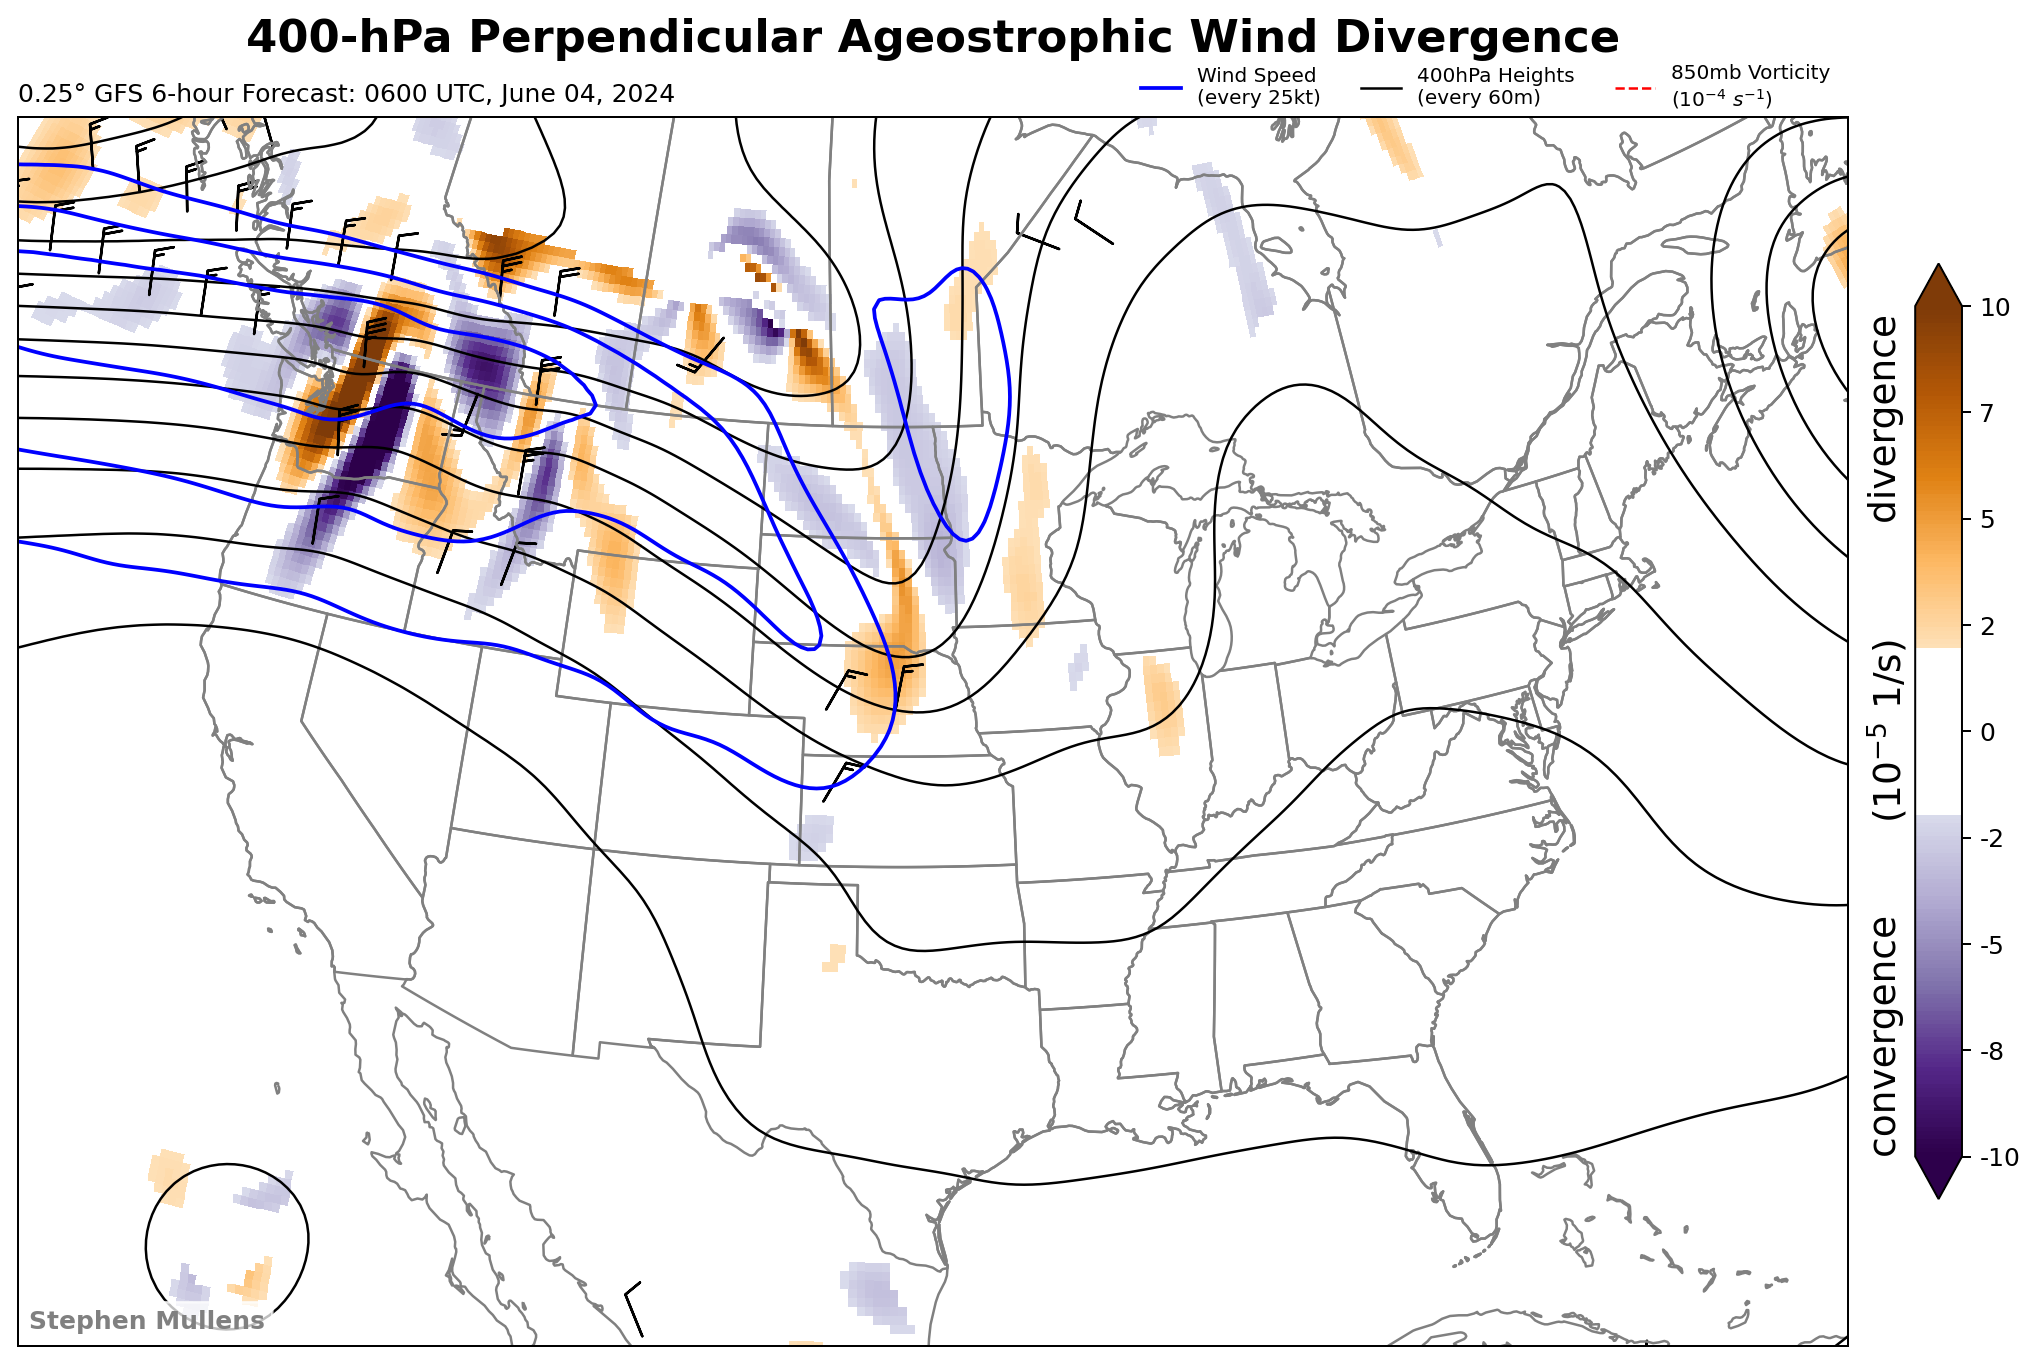 400-hPa Perpendicular Ageostrophic Wind Divergence
0.25° GFS 6-hour Forecast: 0600 UTC, June 04, 2024
Wind Speed
(every 25kt)
400hPa Heights
(every 60m)
850mb Vorticity
(10⁻⁴ s⁻¹)
10
7
5
2
0
-2
-5
-8
-10
convergence (10⁻⁵ 1/s) divergence
Stephen Mullens